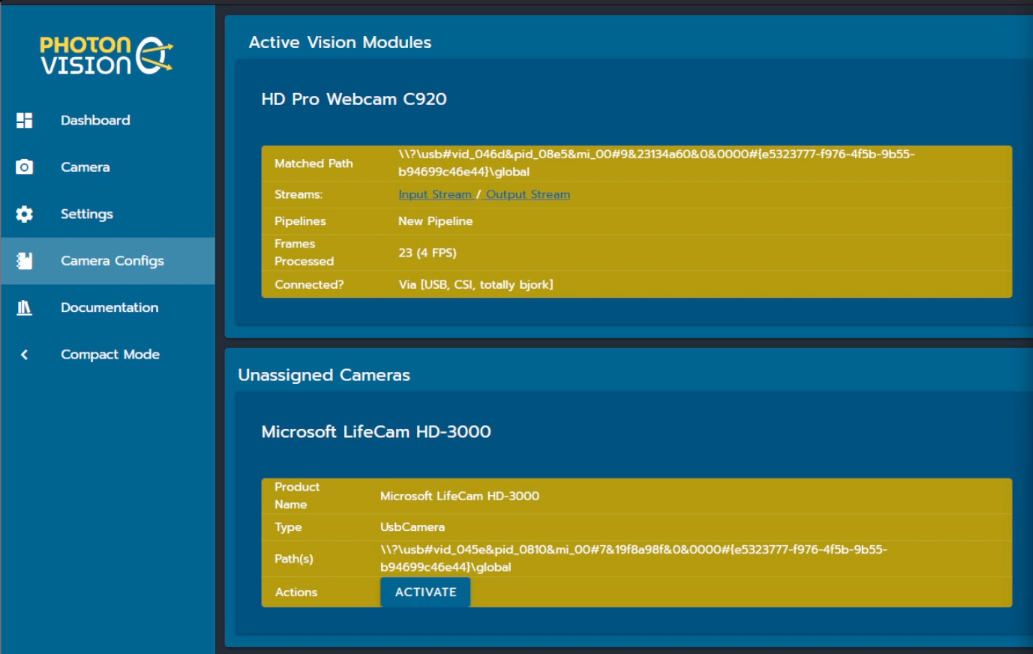 PHOTON
VISION
Dashboard
Camera
Settings
Camera Configs
Documentation
Compact Mode
Active Vision Modules
HD Pro Webcam C920
Matched Path
\\?\usb#vid_046d&pid_08e5&mi_00#9&23134a60&0&0000#{e5323777-f976-4f5b-9b55-
b94699c46e44}\global
Streams:
Input Stream / Output Stream
Pipelines
New Pipeline
Frames
Processed
23 (4 FPS)
Connected?
Via [USB, CSI, totally bjork]
Unassigned Cameras
Microsoft LifeCam HD-3000
Product
Name
Microsoft LifeCam HD-3000
Type
UsbCamera
Path(s)
\\?\usb#vid_045e&pid_0810&mi_00#7&19f8a98f&0&0000#{e5323777-f976-4f5b-9b55-
b94699c46e44}\global
Actions
ACTIVATE